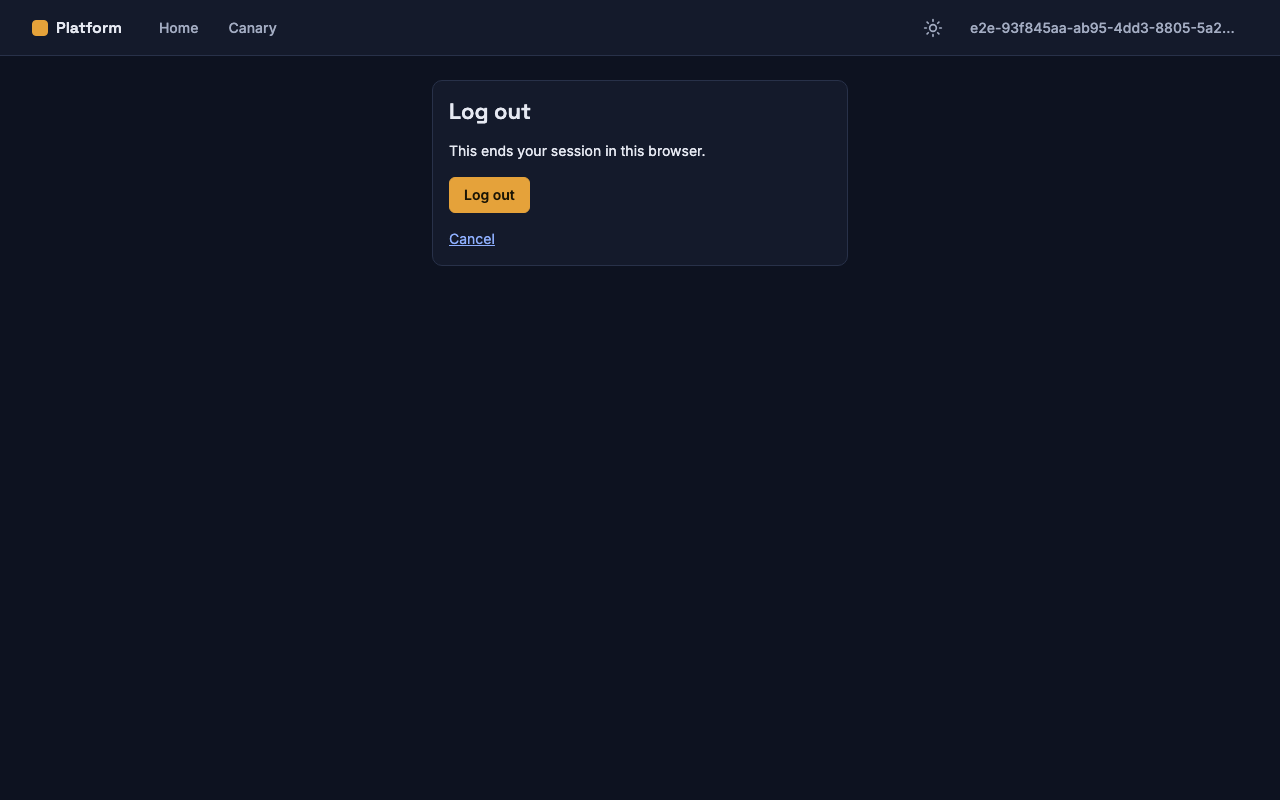 Platform
Home
Canary
e2e-93f845aa-ab95-4dd3-8805-5a2...
Log out
This ends your session in this browser.
Log out
Cancel